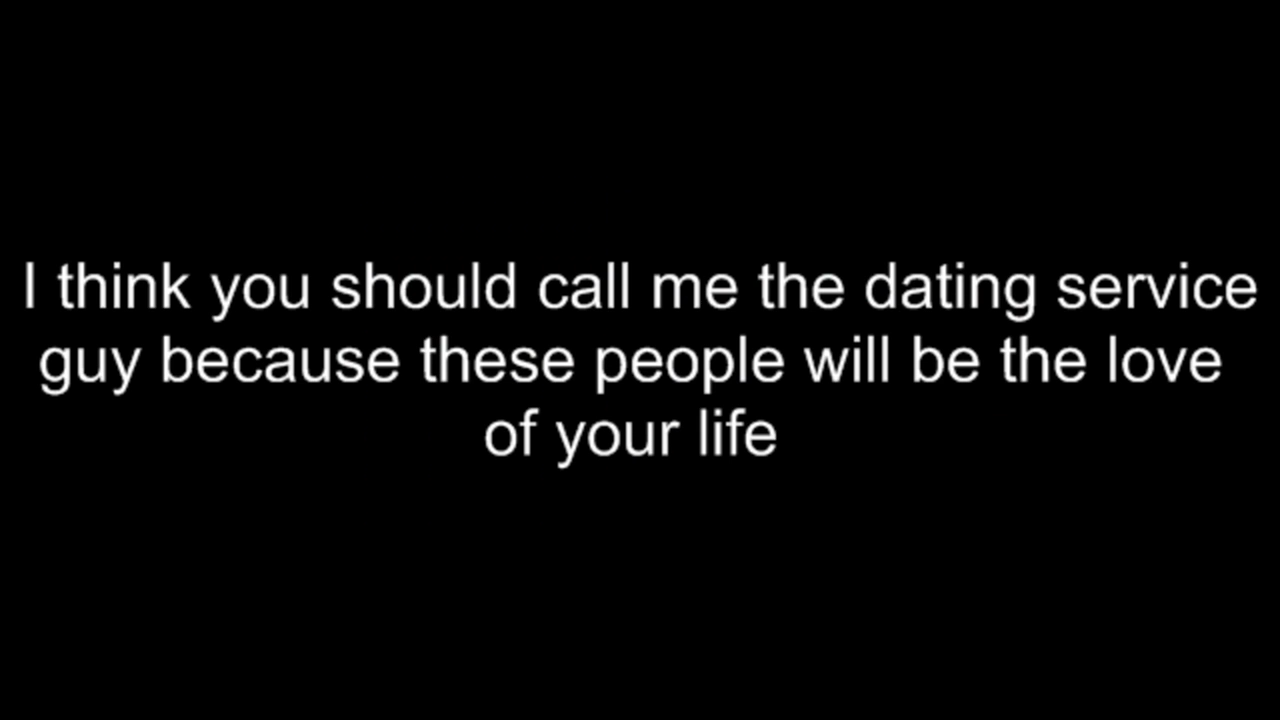 I think you should call me the dating service
guy because these people will be the love
of your life